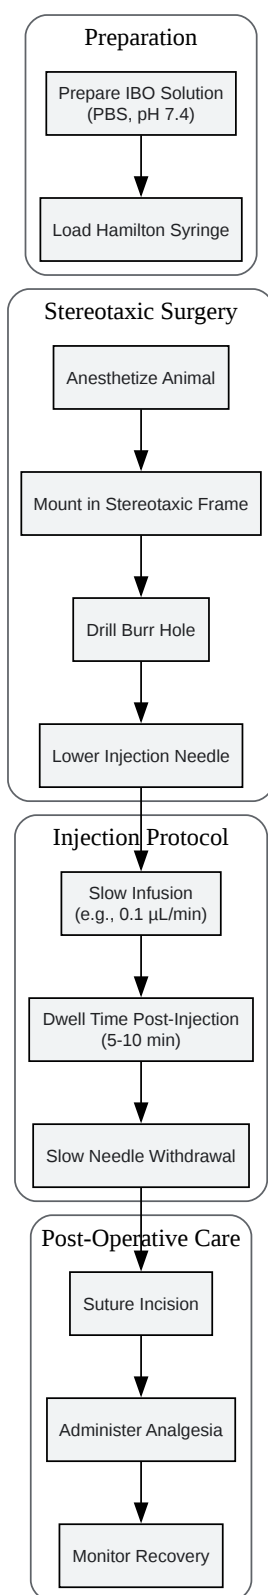 Preparation
Prepare IBO Solution
(PBS, pH 7.4)
Load Hamilton Syringe
Stereotaxic Surgery
Anesthetize Animal
Mount in Stereotaxic Frame
Drill Burr Hole
Lower Injection Needle
Injection Protocol
Slow Infusion
(e.g., 0.1 µL/min)
Dwell Time Post-Injection
(5-10 min)
Slow Needle Withdrawal
Post-Operative Care
Suture Incision
Administer Analgesia
Monitor Recovery